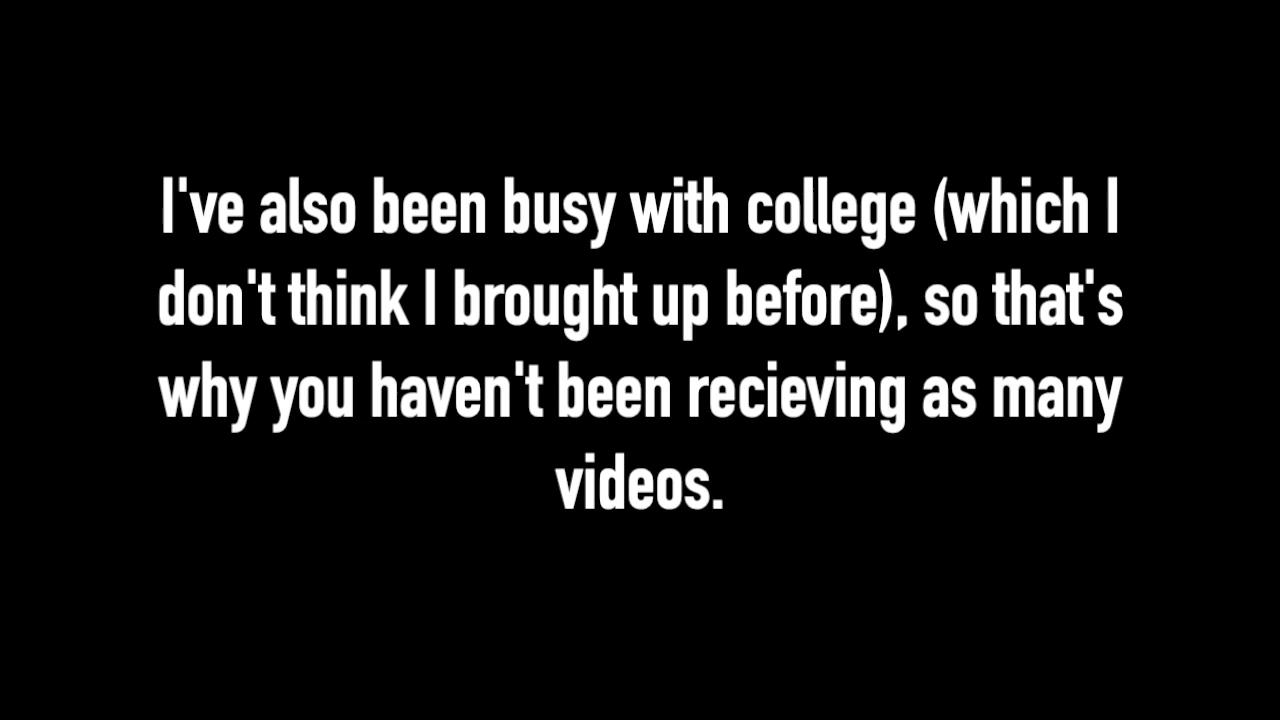 I've also been busy with college (which I
don't think I brought up before), so that's
why you haven't been recieving as many
videos.